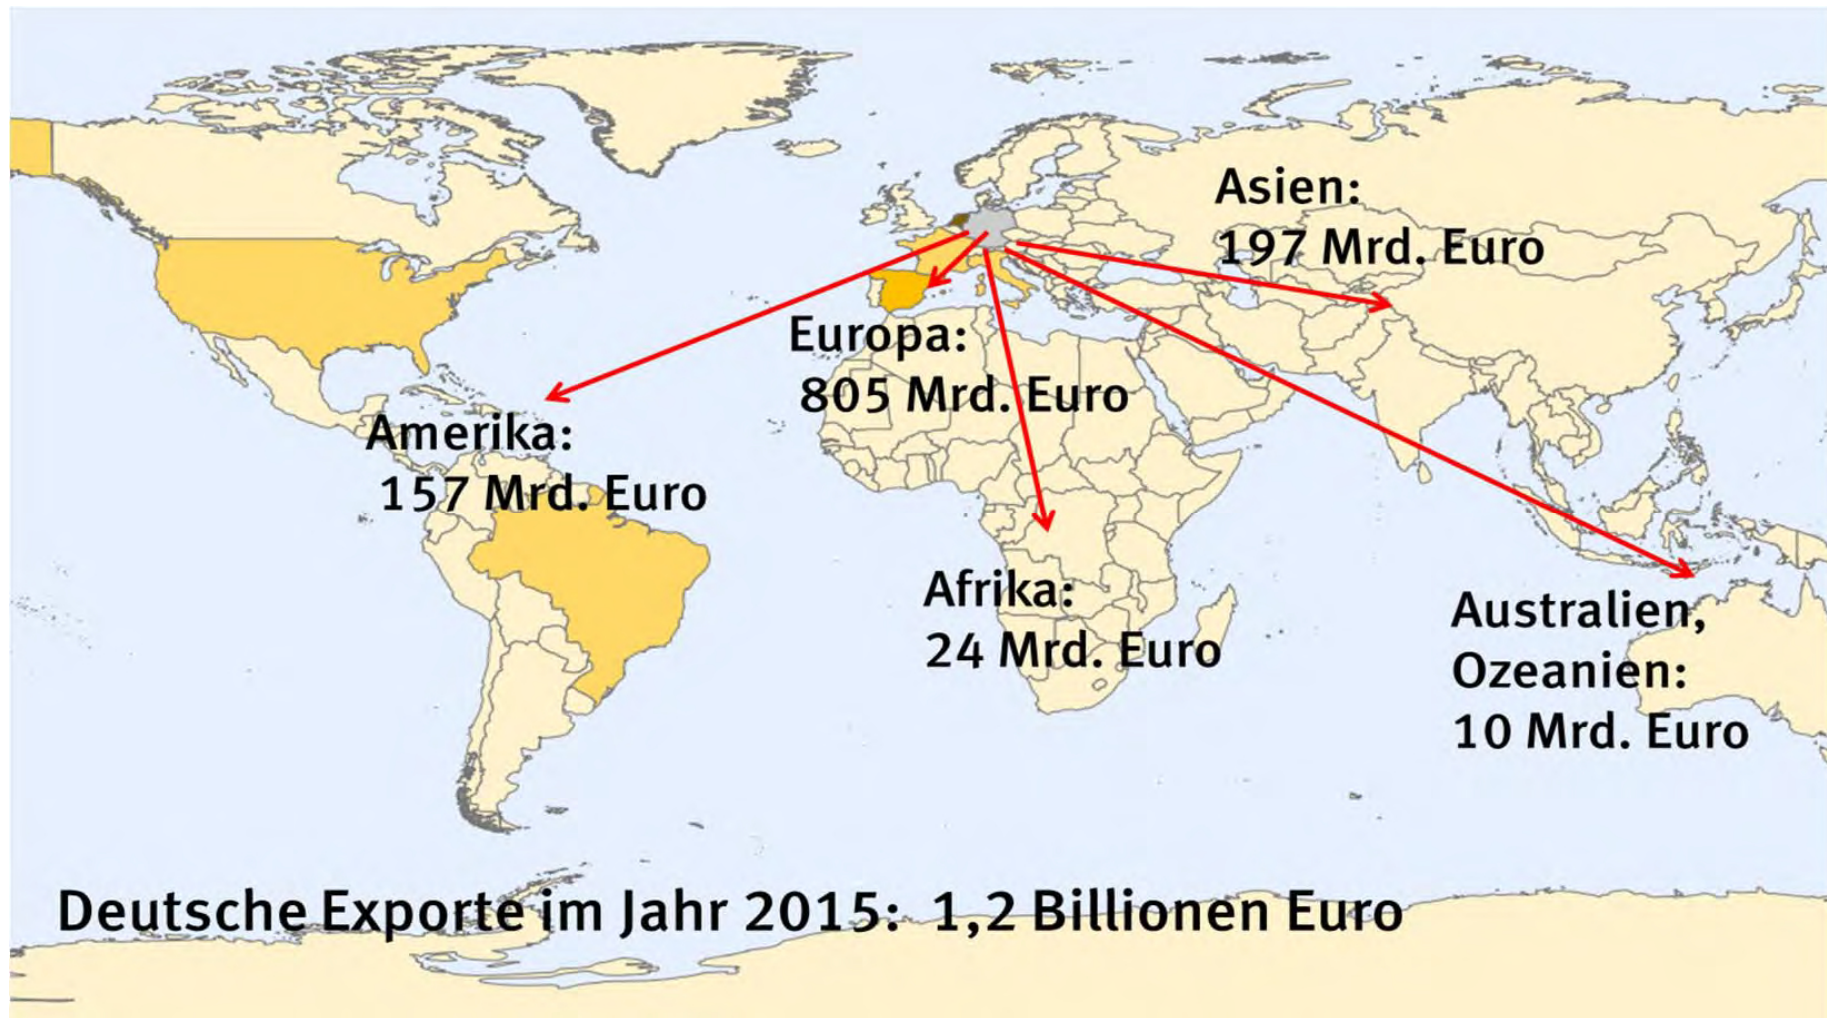 Asien:
197 Mrd. Euro
Europa:
805 Mrd. Euro
Amerika:
157 Mrd. Euro
Afrika:
24 Mrd. Euro
Australien,
Ozeanien:
10 Mrd. Euro
Deutsche Exporte im Jahr 2015: 1,2 Billionen Euro